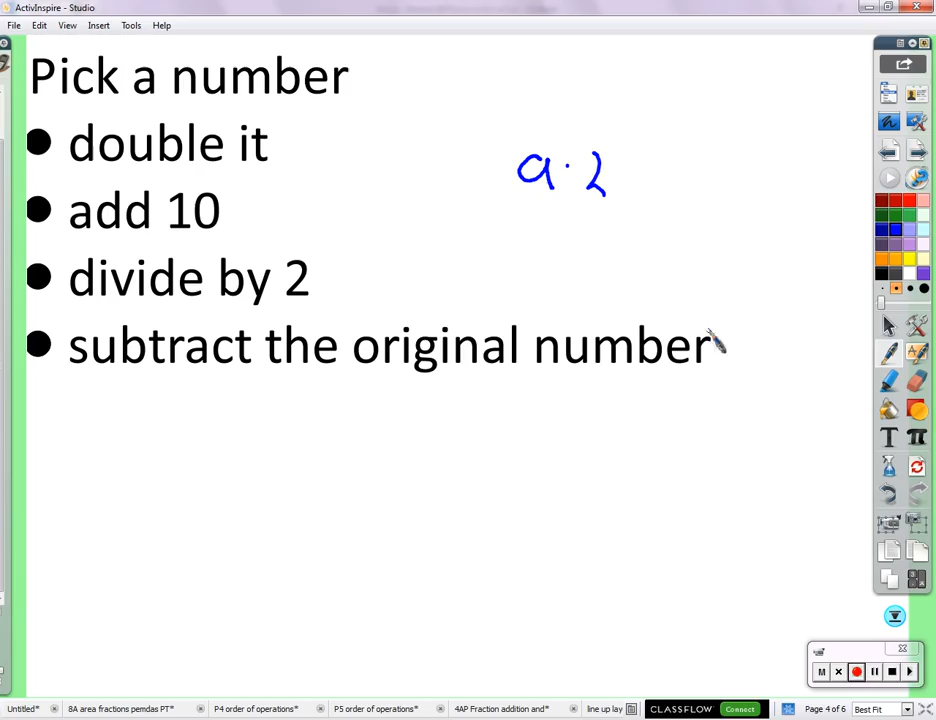 ActivInspire - Studio
File Edit View Insert Tools Help
Pick a number
● double it
a · 2
● add 10
● divide by 2
● subtract the original number
T π
M
Untitled* 8A area fractions pemdas PT* P4 order of operations* P5 order of operations* 4AP Fraction addition and* line up lay CLASSFLOW Connect Page 4 of 6 Best Fit